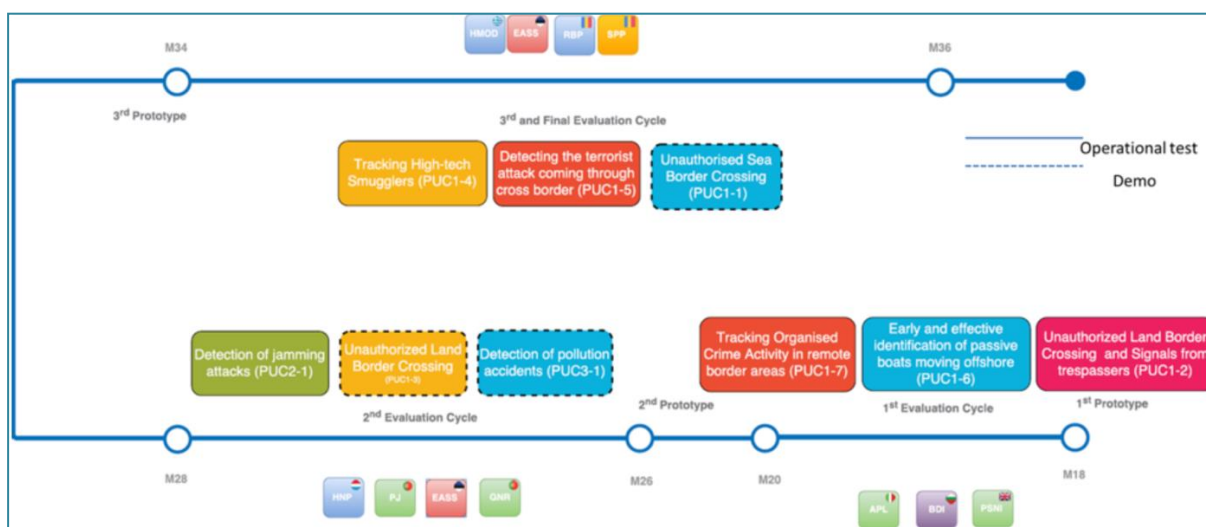 HMOD EASS RBP SPP
M34 M36
3rd Prototype
3rd and Final Evaluation Cycle
Tracking High-tech
Smugglers (PUC1-4)
Detecting the terrorist
attack coming through
cross border (PUC1-5)
Unauthorised Sea
Border Crossing
(PUC1-1)
Operational test
Demo
Detection of jamming
attacks (PUC2-1)
Unauthorized Land
Border Crossing
(PUC1-3)
Detection of pollution
accidents (PUC3-1)
Tracking Organised
Crime Activity in remote
border areas (PUC1-7)
Early and effective
identification of passive
boats moving offshore
(PUC1-6)
Unauthorized Land Border
Crossing and Signals from
trespassers (PUC1-2)
2nd Evaluation Cycle
2nd Prototype
1st Evaluation Cycle
1st Prototype
M28 M26 M20 M18
HNP PJ EASS GNR
APL BDI PSNI